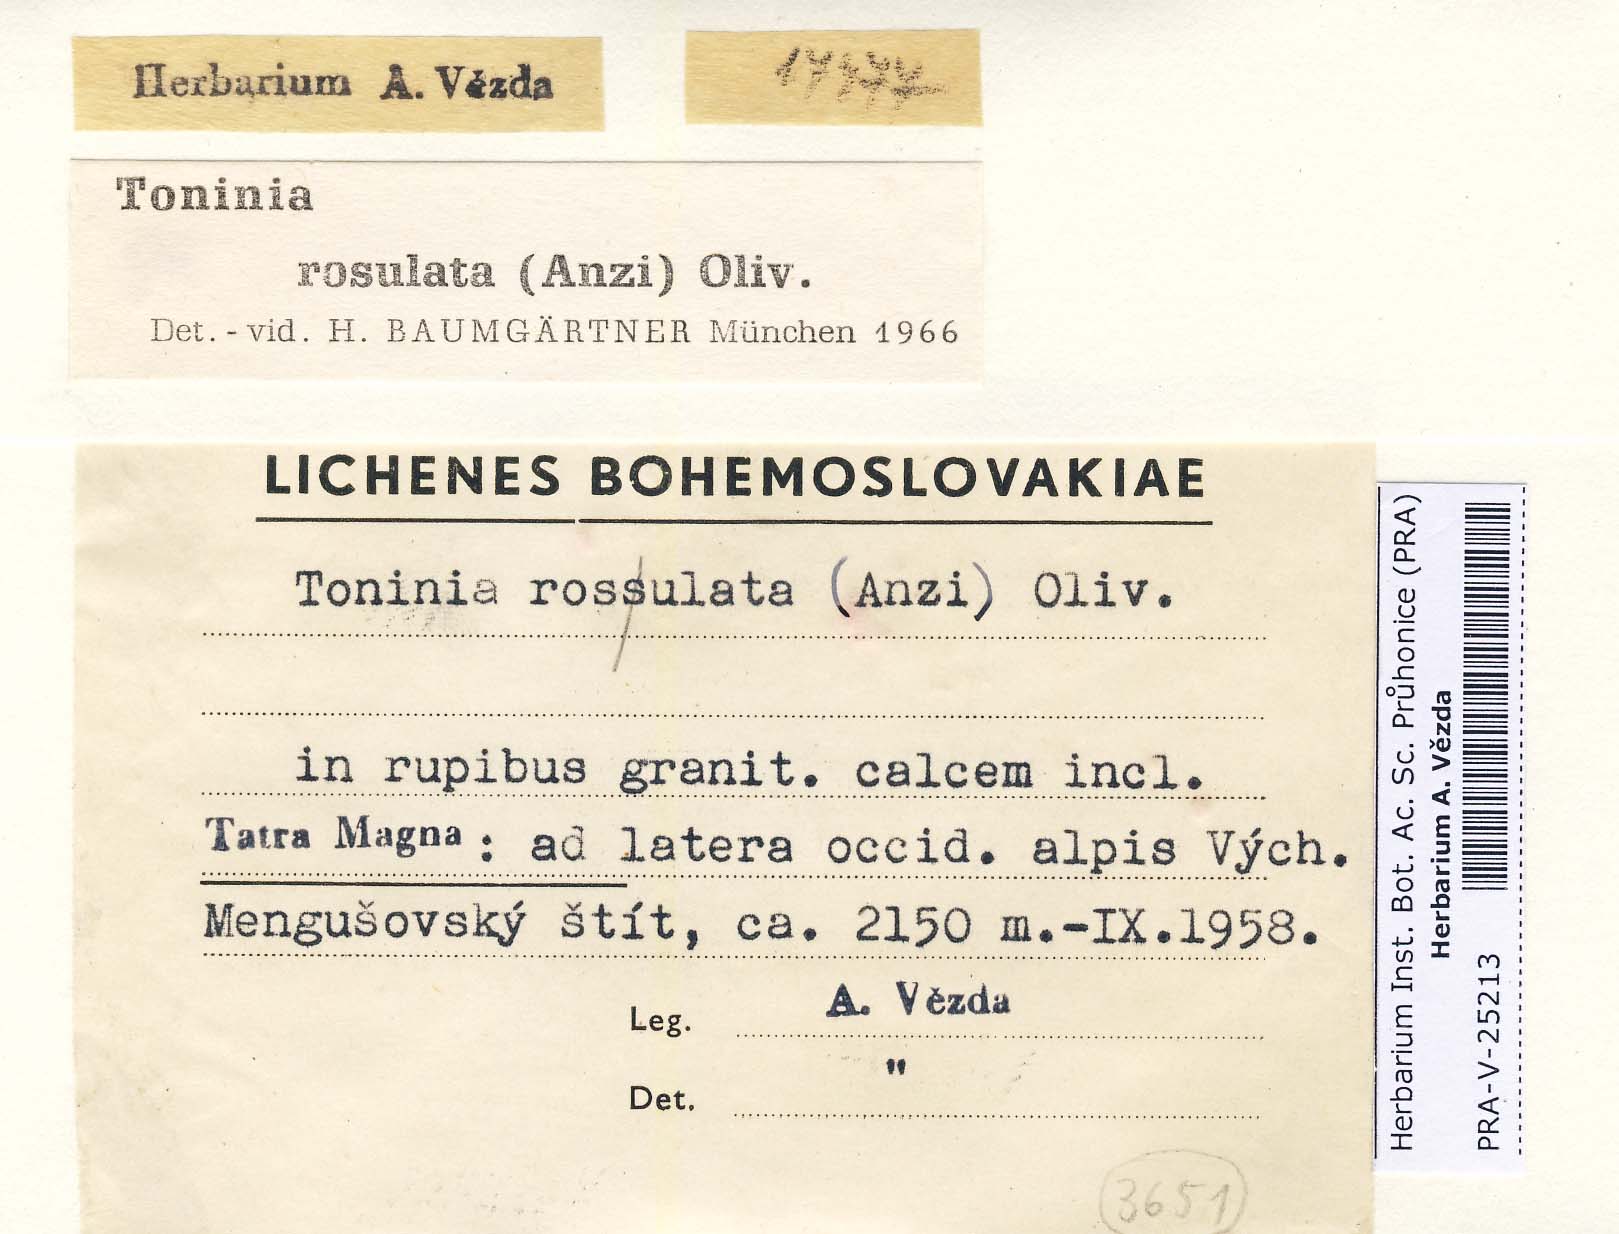 Herbarium A. Vězda
Toninia
rosulata (Anzi) Oliv.
Det. - vid. H. BAUMGÄRTNER München 1966
LICHENES BOHEMOSLOVAKIAE
Toninia rossulata (Anzi) Oliv.
in rupibus granit. calcem incl.
Tatra Magna : ad latera occid. alpis Vých.
Mengušovský štít, ca. 2150 m.-IX.1958.
Leg. A. Vězda
Det. "
3651
Herbarium Inst. Bot. Ac. Sc. Průhonice (PRA)
Herbarium A. Vězda
PRA-V-25213